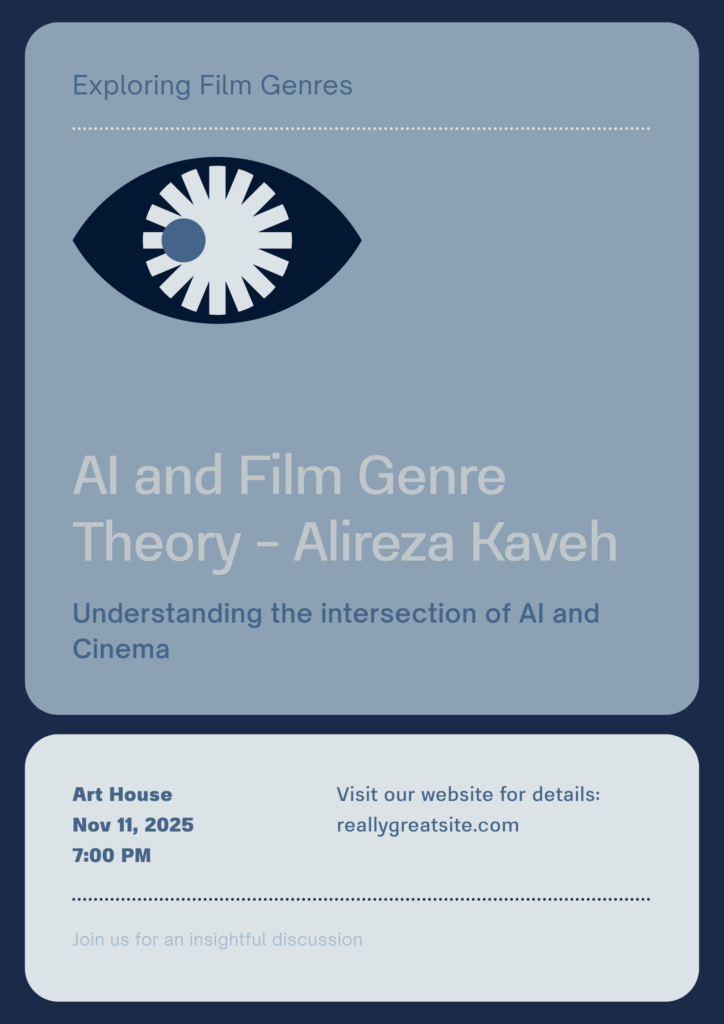 Exploring Film Genres
AI and Film Genre
Theory – Alireza Kaveh
Understanding the intersection of AI and
Cinema
Art House
Nov 11, 2025
7:00 PM
Visit our website for details:
reallygreatsite.com
Join us for an insightful discussion